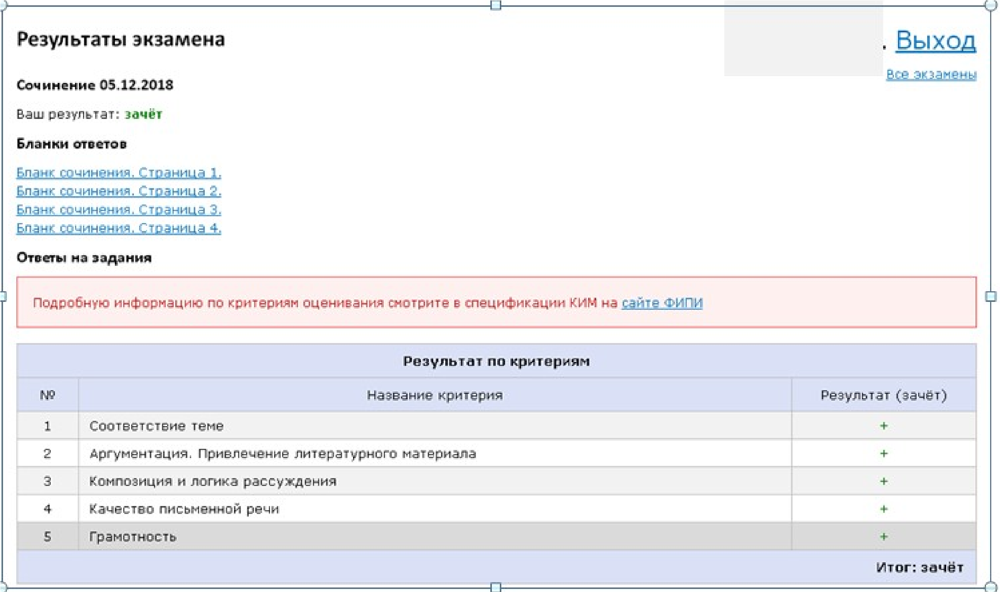 Результаты экзамена
. Выход
Все экзамены
Сочинение 05.12.2018
Ваш результат: зачёт
Бланки ответов
Бланк сочинения. Страница 1.
Бланк сочинения. Страница 2.
Бланк сочинения. Страница 3.
Бланк сочинения. Страница 4.
Ответы на задания
Подробную информацию по критериям оценивания смотрите в спецификации КИМ на сайте ФИПИ
Результат по критериям
№ Название критерия Результат (зачёт)
1 Соответствие теме +
2 Аргументация. Привлечение литературного материала +
3 Композиция и логика рассуждения +
4 Качество письменной речи +
5 Грамотность +
Итог: зачёт